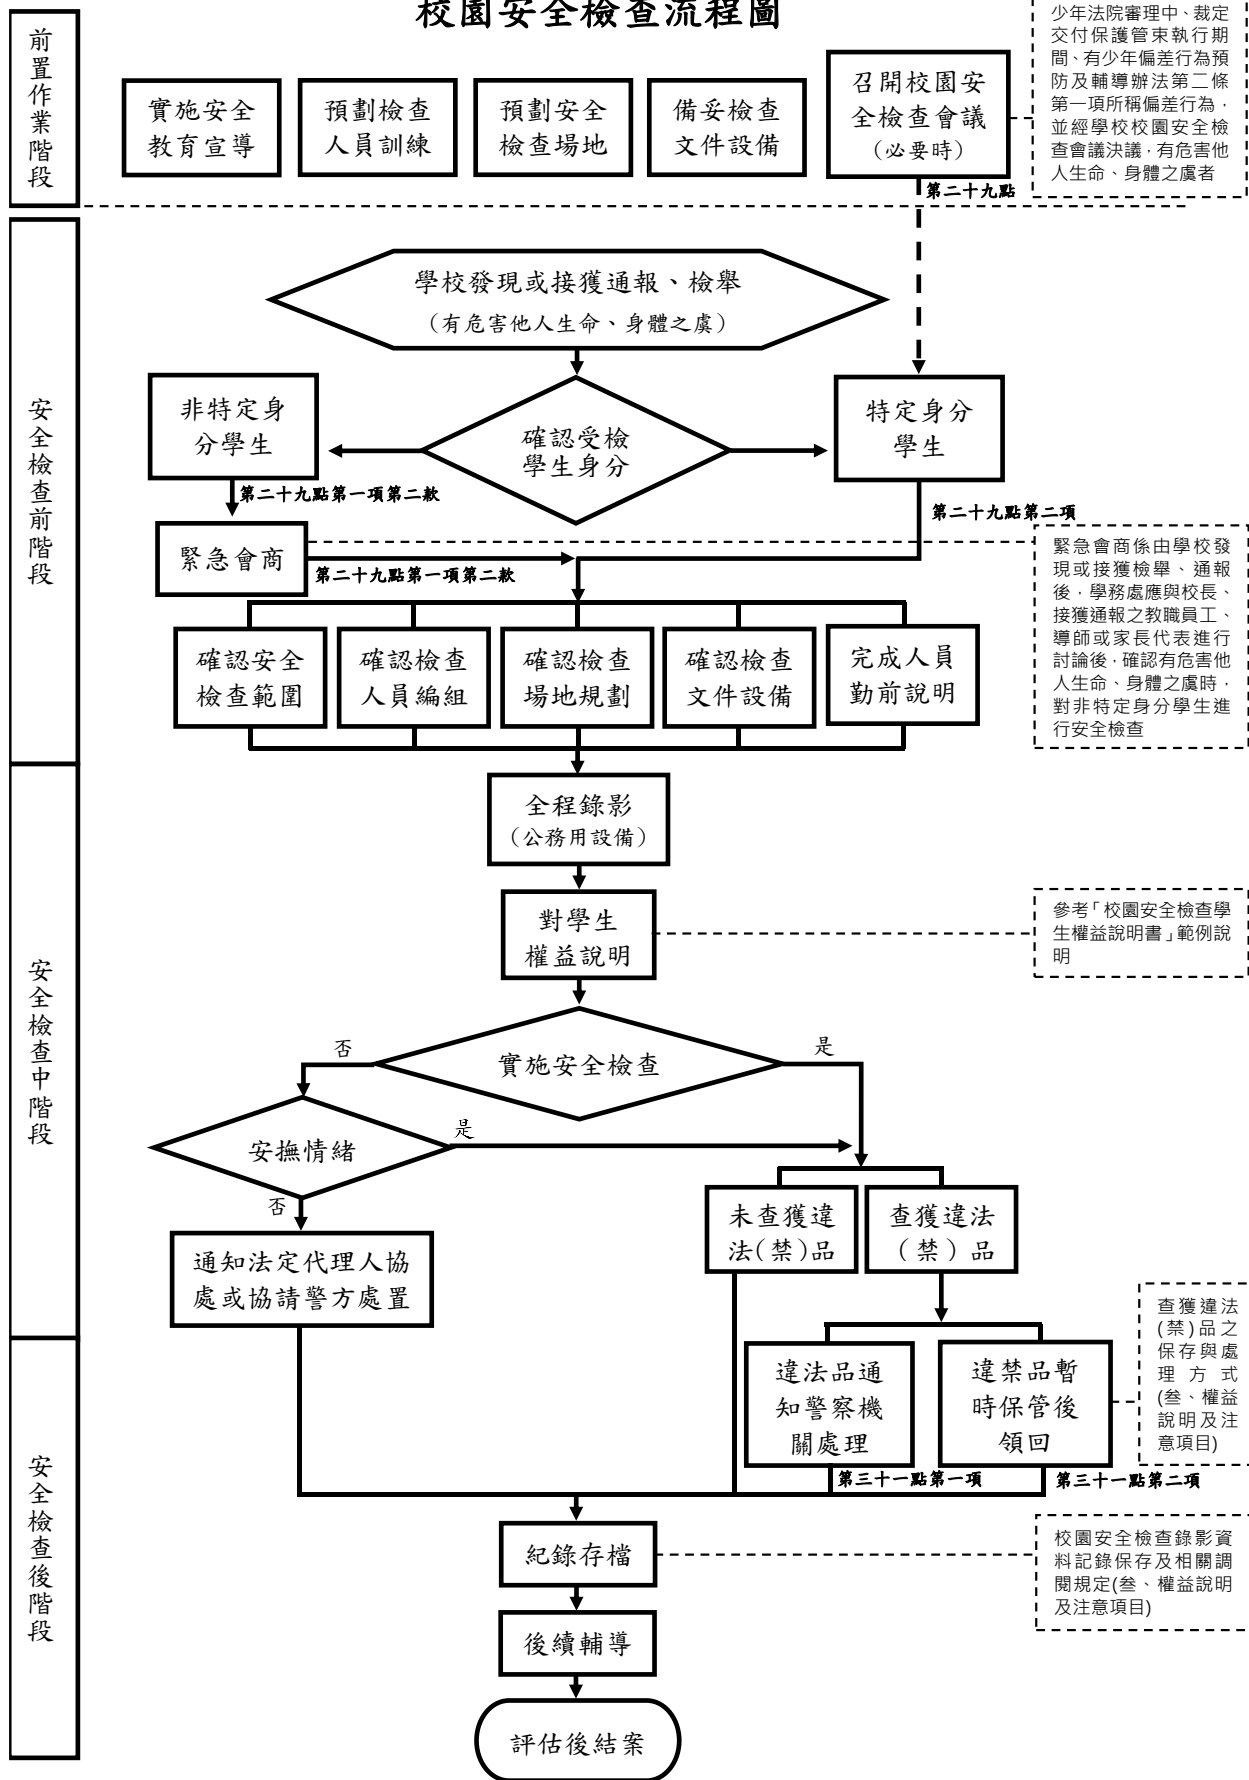 校園安全檢查流程圖
前置作業階段
實施安全
教育宣導
預劃檢查
人員訓練
預劃安全
檢查場地
備妥檢查
文件設備
召開校園安
全檢查會議
(必要時)
第二十九點
少年法院審理中、裁定
交付保護管束執行期
間、有少年偏差行為預
防及輔導辦法第二條
第一項所稱偏差行為，
並經學校校園安全檢
查會議決議，有危害他
人生命、身體之虞者
安全檢查前階段
學校發現或接獲通報、檢舉
(有危害他人生命、身體之虞)
非特定身
分學生
確認受檢
學生身分
特定身分
學生
第二十九點第一項第二款
第二十九點第二項
緊急會商
第二十九點第一項第二款
緊急會商係由學校發
現或接獲檢舉、通報
後，學務處應與校長、
接獲通報之教職員工、
導師或家長代表進行
討論後，確認有危害他
人生命、身體之虞時，
對非特定身分學生進
行安全檢查
確認安全
檢查範圍
確認檢查
人員編組
確認檢查
場地規劃
確認檢查
文件設備
完成人員
勤前說明
安全檢查中階段
全程錄影
(公務用設備)
對學生
權益說明
參考「校園安全檢查學
生權益說明書」範例說
明
實施安全檢查
否
是
安撫情緒
是
否
通知法定代理人協
處或協請警方處置
未查獲違
法(禁)品
查獲違法
(禁)品
查獲違法
(禁)品之
保存與處
理方式
(叁、權益
說明及注
意項目)
安全檢查後階段
違法品通
知警察機
關處理
違禁品暫
時保管後
領回
第三十一點第一項
第三十一點第二項
紀錄存檔
校園安全檢查錄影資
料記錄保存及相關調
閱規定(叁、權益說明
及注意項目)
後續輔導
評估後結案